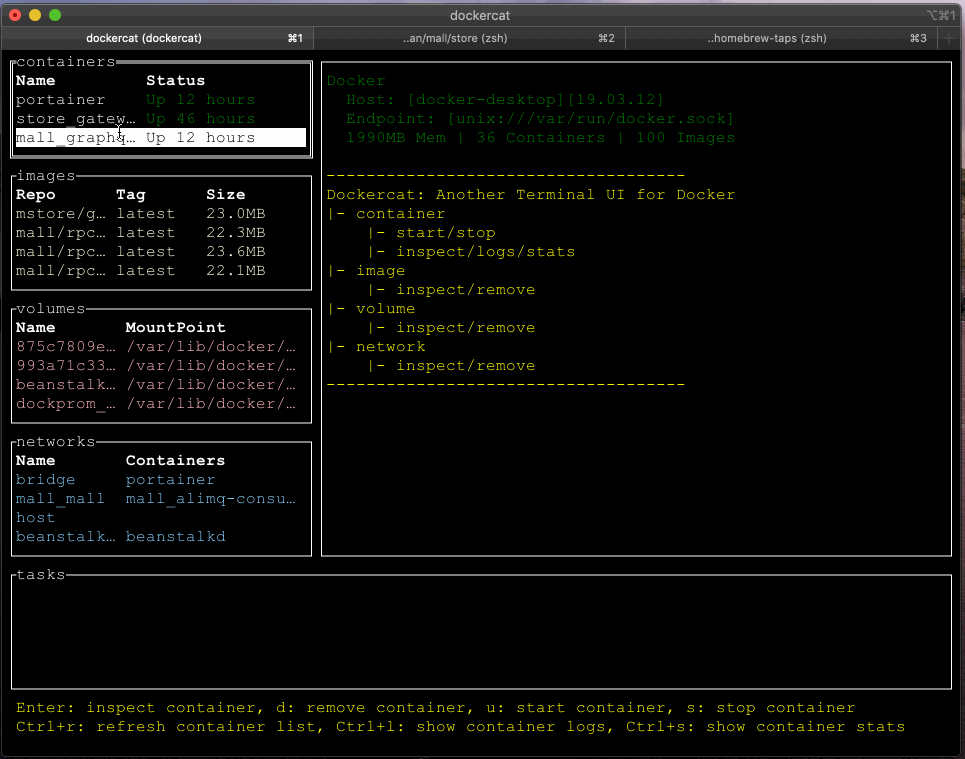 dockercat
⌥⌘1
dockercat (dockercat) ⌘1
..an/mall/store (zsh) ⌘2
..homebrew-taps (zsh) ⌘3
containers
Name Status
portainer Up 12 hours
store_gatew… Up 46 hours
mall_graphq… Up 12 hours
images
Repo Tag Size
mstore/g… latest 23.0MB
mall/rpc… latest 22.3MB
mall/rpc… latest 23.6MB
mall/rpc… latest 22.1MB
volumes
Name MountPoint
875c7809e… /var/lib/docker/…
993a71c33… /var/lib/docker/…
beanstalk… /var/lib/docker/…
dockprom_… /var/lib/docker/…
networks
Name Containers
bridge portainer
mall_mall mall_alimq-consu…
host
beanstalk… beanstalkd
Docker
Host: [docker-desktop][19.03.12]
Endpoint: [unix:///var/run/docker.sock]
1990MB Mem | 36 Containers | 100 Images
------------------------------------
Dockercat: Another Terminal UI for Docker
|- container
|- start/stop
|- inspect/logs/stats
|- image
|- inspect/remove
|- volume
|- inspect/remove
|- network
|- inspect/remove
------------------------------------
tasks
Enter: inspect container, d: remove container, u: start container, s: stop container
Ctrl+r: refresh container list, Ctrl+l: show container logs, Ctrl+s: show container stats